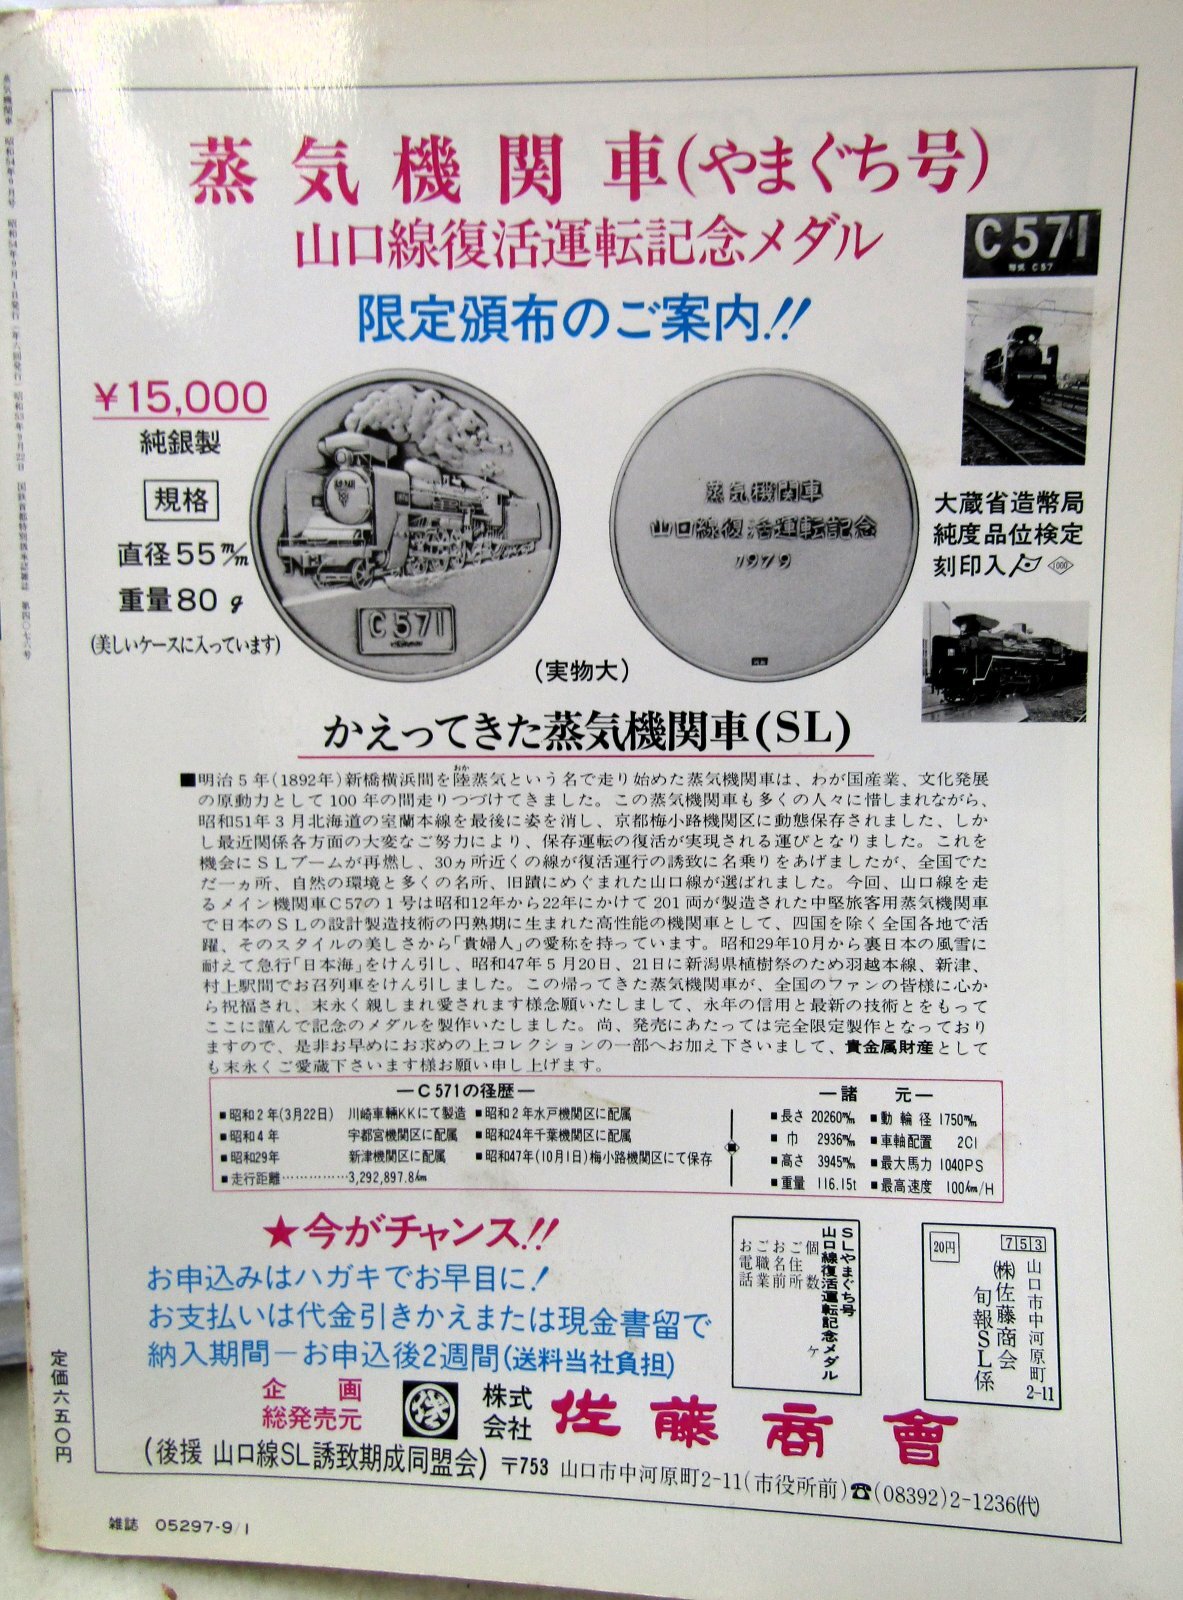 蒸気機関車(やまぐち号)
山口線復活運転記念メダル
限定頒布のご案内!!
C571
形式 C57
¥15,000
純銀製
規格
直径55m/m
重量80g
(美しいケースに入っています)
C571
蒸気機関車
山口線復活運転記念
1979
(実物大)
大蔵省造幣局
純度品位検定
刻印入
1000
かえってきた蒸気機関車(SL)
■明治5年(1892年)新橋横浜間を陸蒸気という名で走り始めた蒸気機関車は、わが国産業、文化発展
おか
の原動力として100年の間走りつづけてきました。この蒸気機関車も多くの人々に惜しまれながら、
昭和51年3月北海道の室蘭本線を最後に姿を消し、京都梅小路機関区に動態保存されました、しか
し最近関係各方面の大変なご努力により、保存運転の復活が実現される運びとなりました。これを
機会にSLブームが再燃し、30ヵ所近くの線が復活運行の誘致に名乗りをあげましたが、全国でた
だ一ヵ所、自然の環境と多くの名所、旧蹟にめぐまれた山口線が選ばれました。今回、山口線を走
るメイン機関車C57の1号は昭和12年から22年にかけて201両が製造された中堅旅客用蒸気機関車
で日本のSLの設計製造技術の円熟期に生まれた高性能の機関車として、四国を除く全国各地で活
躍、そのスタイルの美しさから「貴婦人」の愛称を持っています。昭和29年10月から裏日本の風雪に
耐えて急行「日本海」をけん引し、昭和47年5月20日、21日に新潟県植樹祭のため羽越本線、新津、
村上駅間でお召列車をけん引しました。この帰ってきた蒸気機関車が、全国のファンの皆様に心か
ら祝福され、末永く親しまれ愛されます様念願いたしまして、永年の信用と最新の技術とをもって
ここに謹んで記念のメダルを製作いたしました。尚、発売にあたっては完全限定製作となっており
ますので、是非お早めにお求めの上コレクションの一部へお加え下さいまして、貴金属財産として
も末永くご愛蔵下さいます様お願い申し上げます。
—C571の径歴—
■昭和2年(3月22日) 川崎車輛KKにて製造 ■昭和2年水戸機関区に配属
■昭和4年 宇都宮機関区に配属 ■昭和24年千葉機関区に配属
■昭和29年 新津機関区に配属 ■昭和47年(10月1日)梅小路機関区にて保存
■走行距離……………3,292,897.8km
—諸 元—
■長さ 20260m/m ■動輪径 1750m/m
■巾 2936m/m ■車軸配置 2C1
■高さ 3945m/m ■最大馬力 1040PS
■重量 116.15t ■最高速度 100km/H
★今がチャンス!!
お申込みはハガキでお早目に!
お支払いは代金引きかえまたは現金書留で
納入期間—お申込後2週間(送料当社負担)
SLやまぐち号
山口線復活運転記念メダル
個数 ヶ
ご住所
お名前
ご職業
お電話
20円
753
山口市中河原町2-11
(株)佐藤商会
旬報SL係
企画
総発売元
株式会社
佐藤商會
(後援 山口線SL誘致期成同盟会)
〒753 山口市中河原町2-11(市役所前)☎(08392)2-1236(代)
定価六五〇円
雑誌 05297-9/1
蒸気機関車 昭和54年9月号 昭和54年9月1日発行